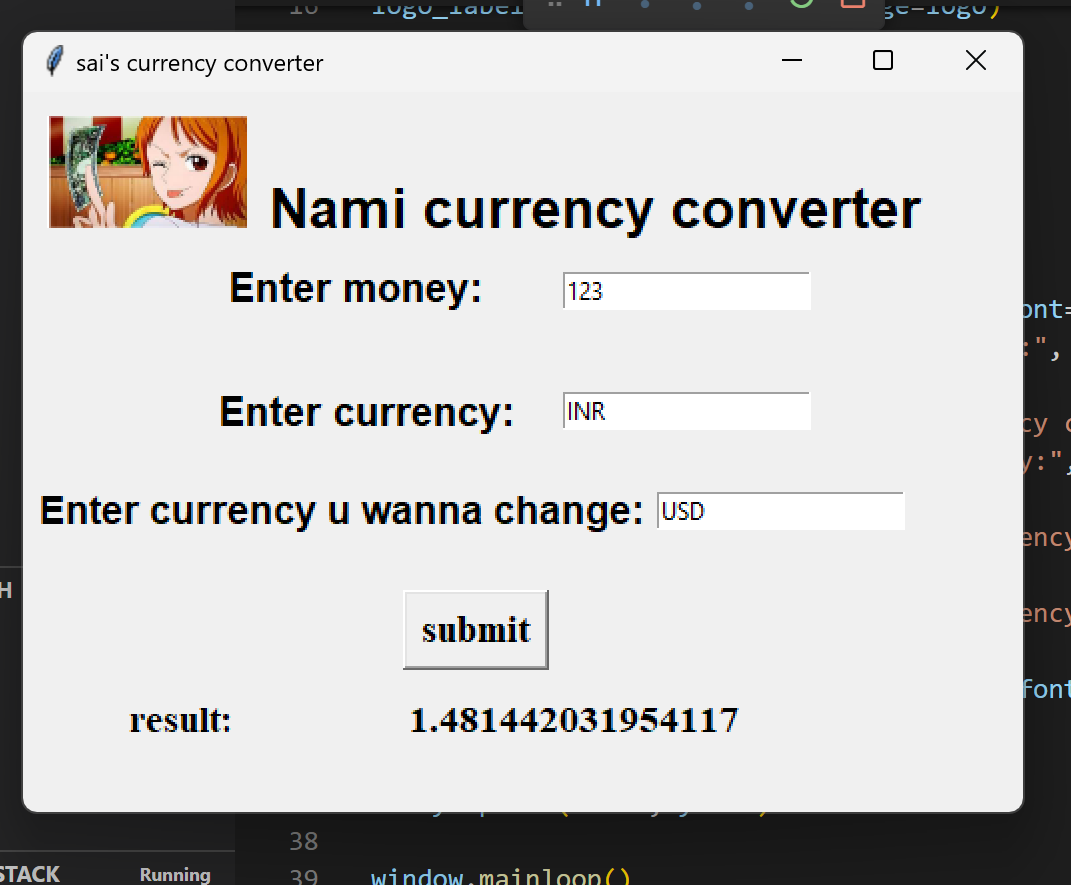 16 logo_label ge=logo)
sai's currency converter
Nami currency converter
Enter money: 123
ont=
:",
Enter currency: INR
cy c
y:",
Enter currency u wanna change: USD
ency
H
submit
ency
font
result: 1.481442031954117
38
STACK Running
39 window.mainloop()